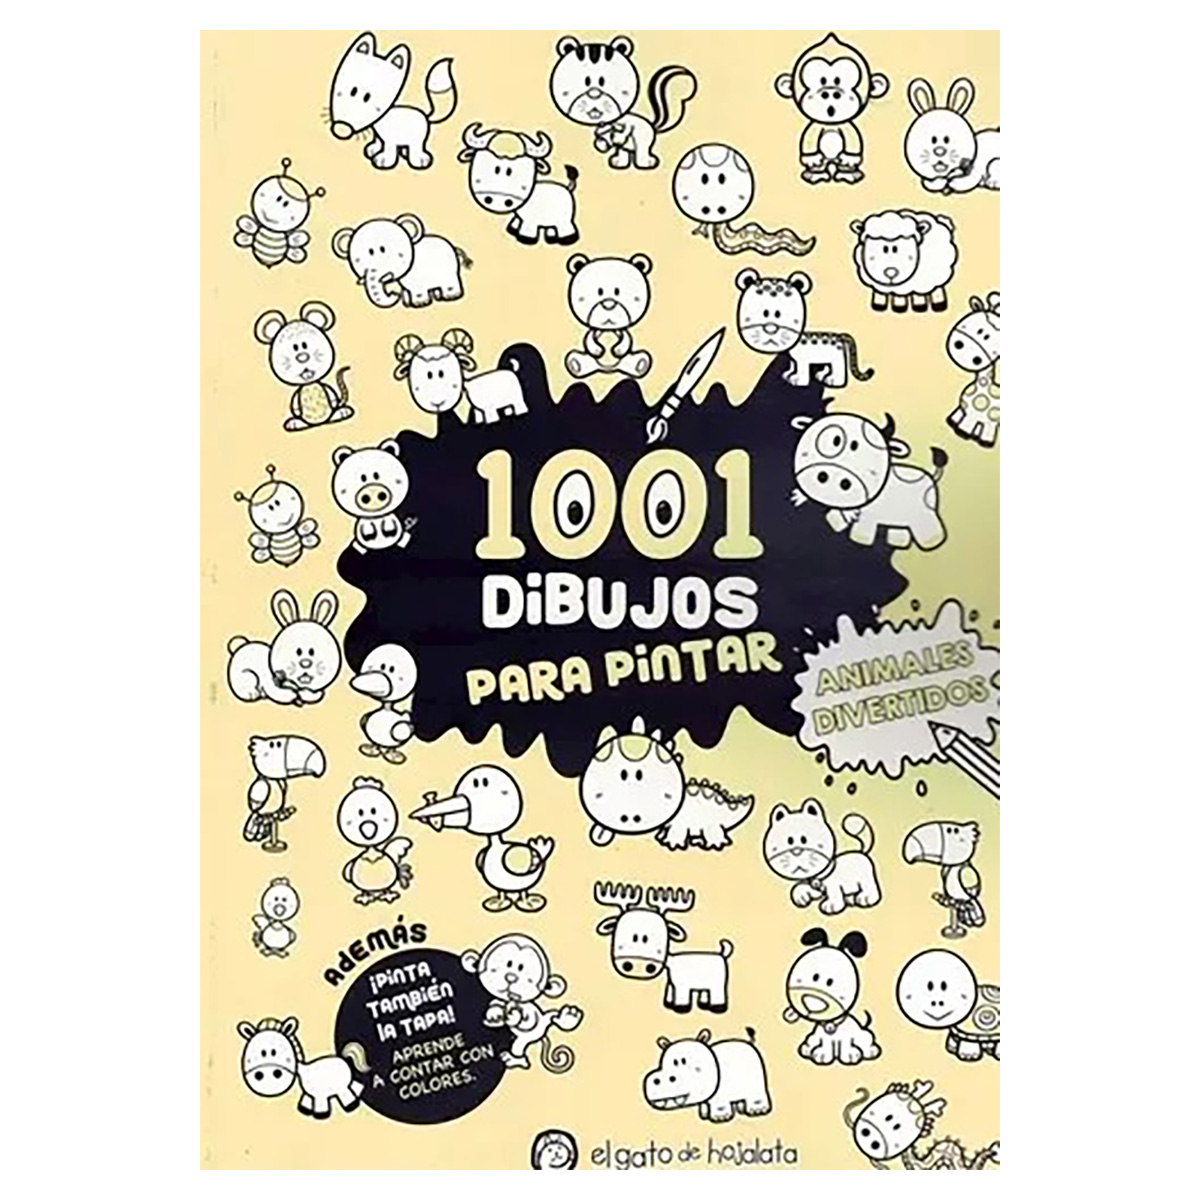 1001
DiBUJOS
PARA PiNTAR
ANIMALES
DIVERTIDOS
AdEMÁS
¡PiNTA
TAMBiÉN
lA TAPA!
APRENDE
A CONTAR CON
COLORES.
el gato de hojalata